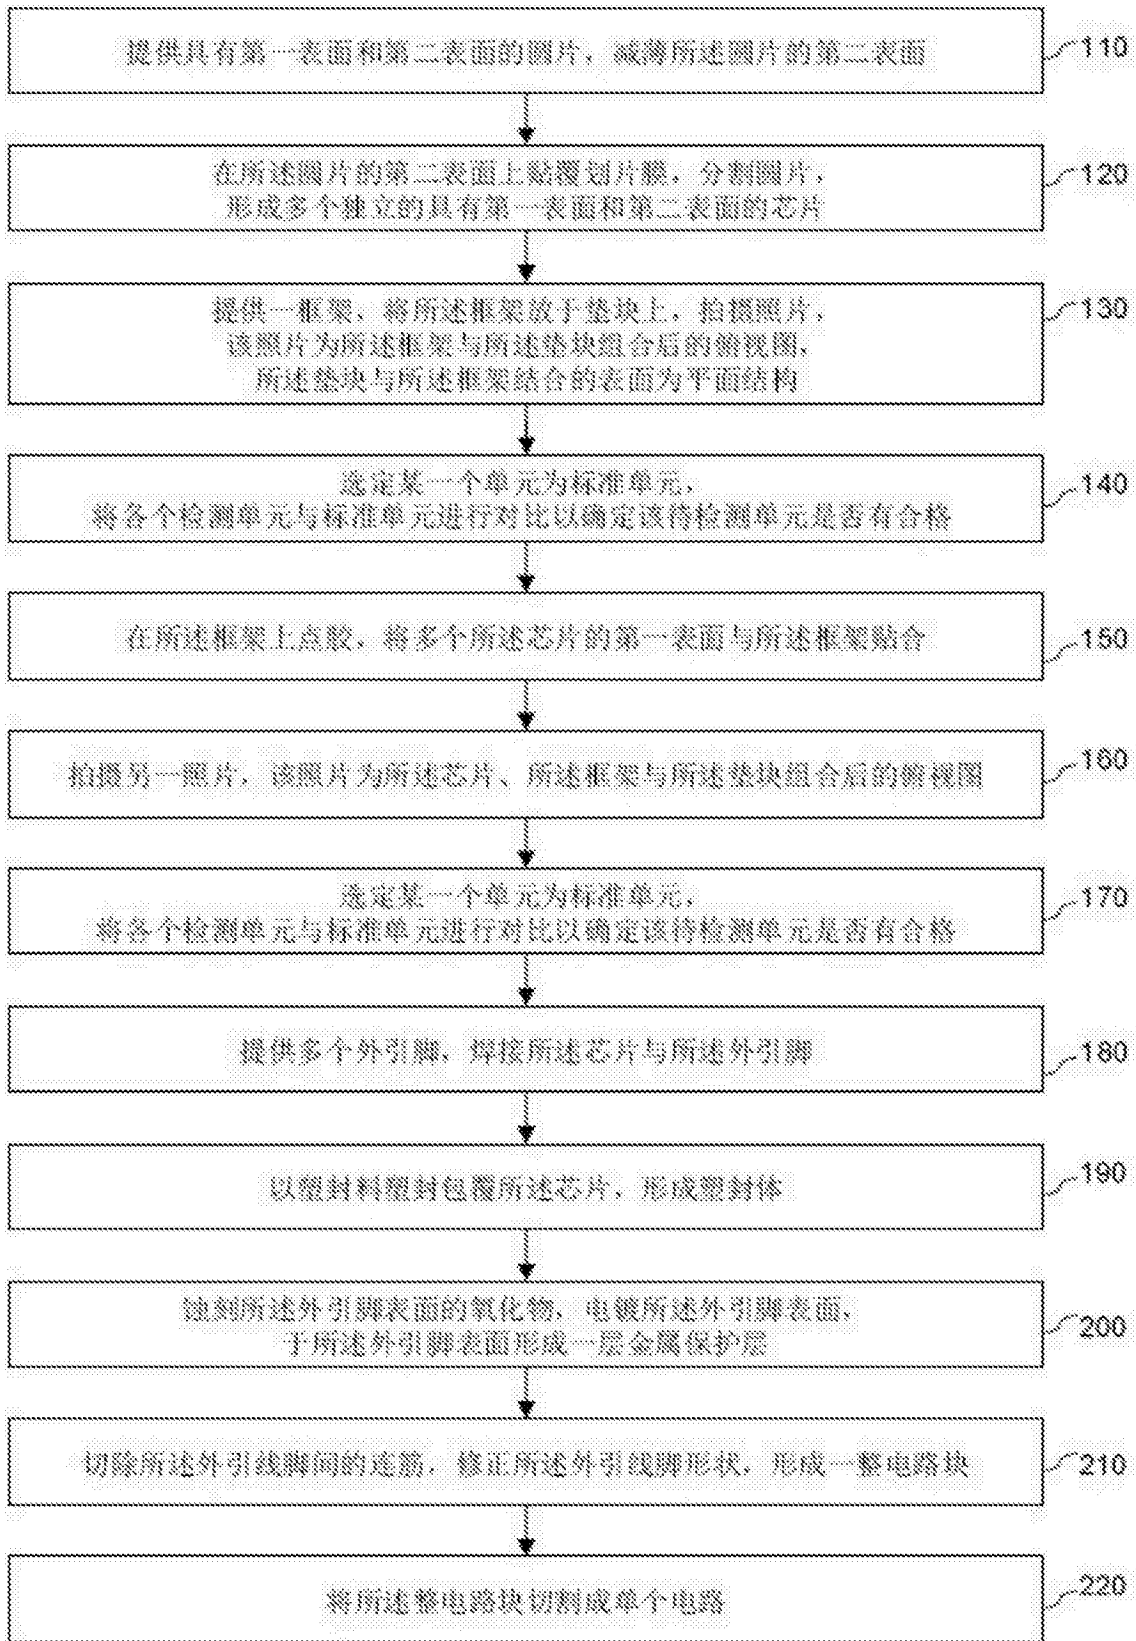 提供具有第一表面和第二表面的圆片，减薄所述圆片的第二表面
110
在所述圆片的第二表面上贴覆划片膜，分割圆片，
形成多个独立的具有第一表面和第二表面的芯片
120
提供一框架，将所述框架放于垫块上，拍摄照片，
该照片为所述框架与所述垫块组合后的俯视图，
所述垫块与所述框架结合的表面为平面结构
130
选定某一个单元为标准单元，
将各个检测单元与标准单元进行对比以确定该待检测单元是否有合格
140
在所述框架上点胶，将多个所述芯片的第一表面与所述框架贴合
150
拍摄另一照片，该照片为所述芯片、所述框架与所述垫块组合后的俯视图
160
选定某一个单元为标准单元，
将各个检测单元与标准单元进行对比以确定该待检测单元是否有合格
170
提供多个外引脚，焊接所述芯片与所述外引脚
180
以塑封料塑封包覆所述芯片，形成塑封体
190
蚀刻所述外引脚表面的氧化物，电镀所述外引脚表面，
于所述外引脚表面形成一层金属保护层
200
切除所述外引线脚间的连筋，修正所述外引线脚形状，形成一整电路块
210
将所述整电路块切割成单个电路
220